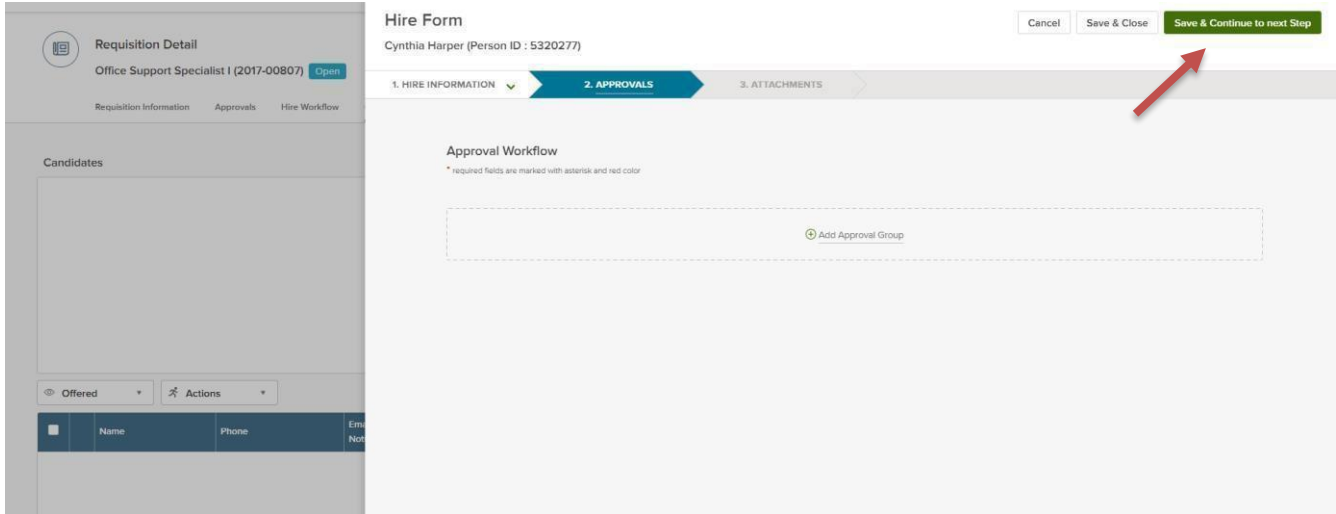 Requisition Detail
Office Support Specialist I (2017-00807) Open
Requisition Information Approvals Hire Workflow
Candidates
Offered Actions
Name Phone
Hire Form
Cynthia Harper (Person ID : 5320277)
Cancel Save & Close Save & Continue to next Step
1. HIRE INFORMATION 2. APPROVALS 3. ATTACHMENTS
Approval Workflow
* required fields are marked with asterisk and red color
Add Approval Group